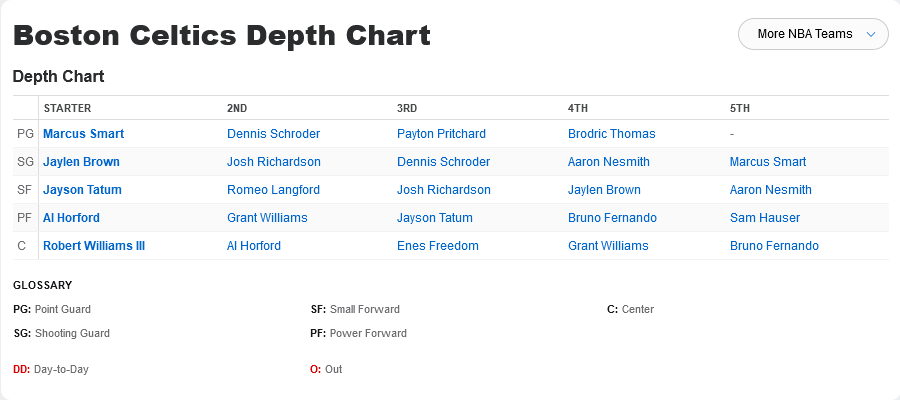 Boston Celtics Depth Chart
More NBA Teams
Depth Chart
STARTER 2ND 3RD 4TH 5TH
PG Marcus Smart Dennis Schroder Payton Pritchard Brodric Thomas -
SG Jaylen Brown Josh Richardson Dennis Schroder Aaron Nesmith Marcus Smart
SF Jayson Tatum Romeo Langford Josh Richardson Jaylen Brown Aaron Nesmith
PF Al Horford Grant Williams Jayson Tatum Bruno Fernando Sam Hauser
C Robert Williams III Al Horford Enes Freedom Grant Williams Bruno Fernando
GLOSSARY
PG: Point Guard SF: Small Forward C: Center
SG: Shooting Guard PF: Power Forward
DD: Day-to-Day O: Out